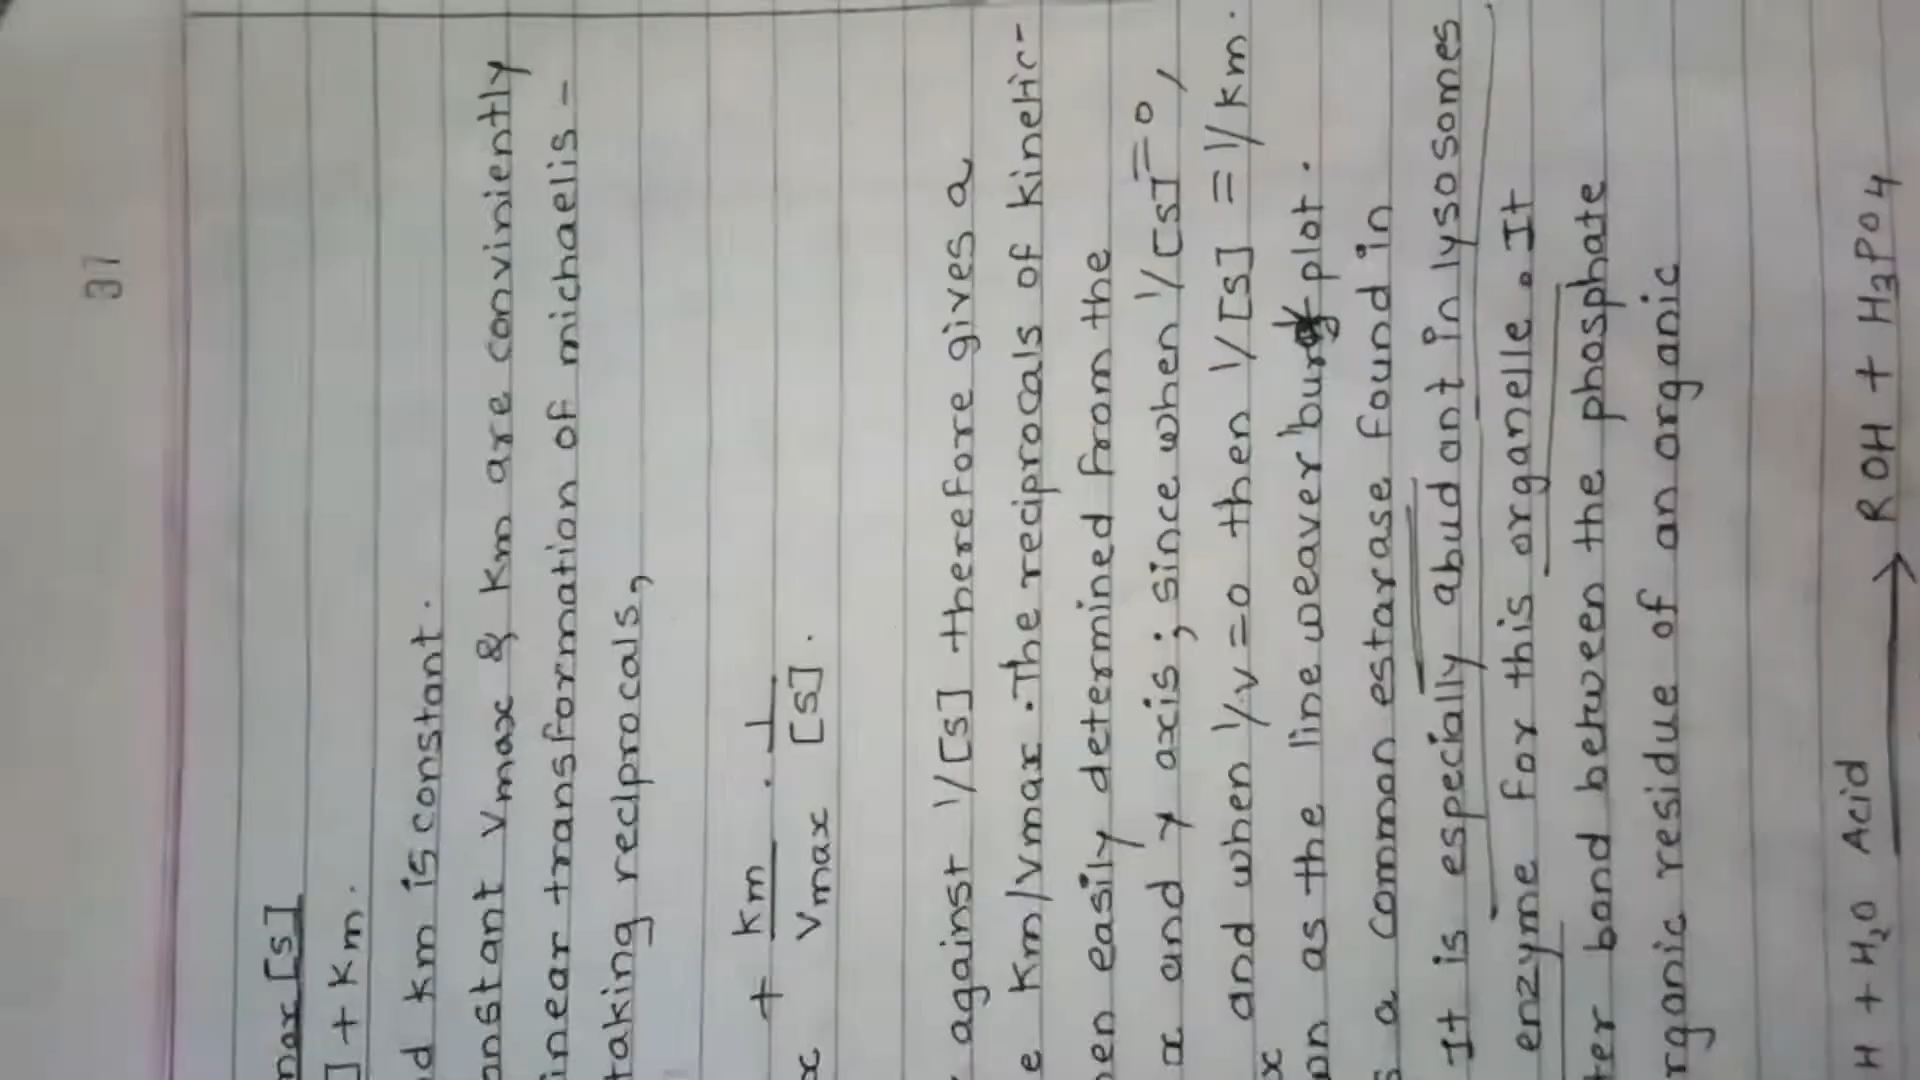 37
max [s]
] + Km.
d km is constant.
onstant Vmax & Km are conviniently
inear transformation of michaelis -
taking reciprocals,
+ km . 1
x Vmax [s].
against 1/[s] therefore gives a
e Km/Vmax. The reciprocals of kinetic-
en easily determined from the
x and y axis; since when 1/[s] = 0,
and when 1/v = 0 then 1/[s] = 1/km.
x
on as the line weaver burg plot.
s a common estarase found in
It is especially abudant in lysosomes
enzyme for this organelle. It
ter bond between the phosphate
rganic residue of an organic
H + H2O Acid → ROH + H3PO4